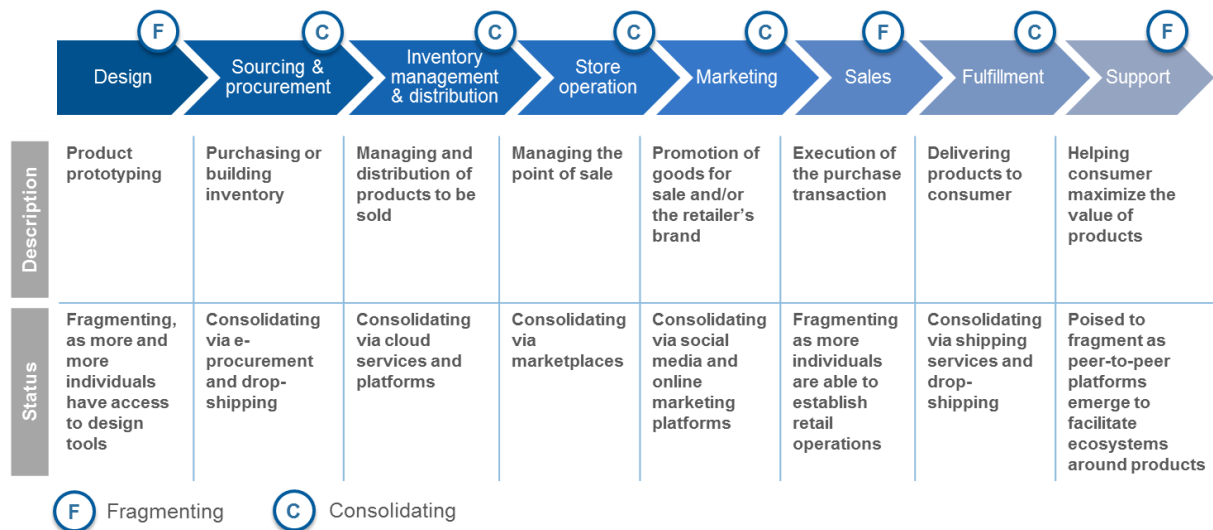 F
C
C
C
C
F
C
F
Design
Sourcing &
procurement
Inventory
management
& distribution
Store
operation
Marketing
Sales
Fulfillment
Support
Description
Product
prototyping
Purchasing or
building
inventory
Managing and
distribution of
products to be
sold
Managing the
point of sale
Promotion of
goods for
sale and/or
the retailer's
brand
Execution of
the purchase
transaction
Delivering
products to
consumer
Helping
consumer
maximize the
value of
products
Status
Fragmenting,
as more and
more
individuals
have access
to design
tools
Consolidating
via e-
procurement
and drop-
shipping
Consolidating
via cloud
services and
platforms
Consolidating
via
marketplaces
Consolidating
via social
media and
online
marketing
platforms
Fragmenting
as more
individuals
are able to
establish
retail
operations
Consolidating
via shipping
services and
drop-
shipping
Poised to
fragment as
peer-to-peer
platforms
emerge to
facilitate
ecosystems
around products
F Fragmenting
C Consolidating